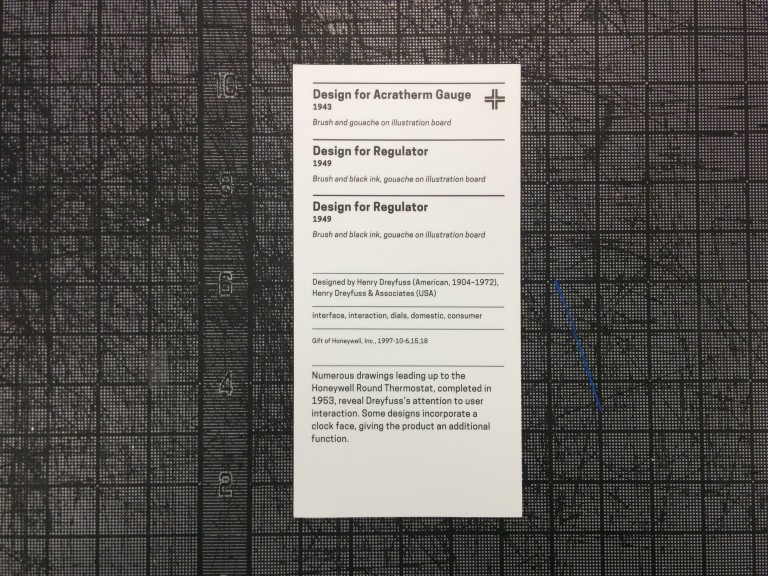 Design for Acratherm Gauge
1943
Brush and gouache on illustration board
Design for Regulator
1949
Brush and black ink, gouache on illustration board
Design for Regulator
1949
Brush and black ink, gouache on illustration board
Designed by Henry Dreyfuss (American, 1904–1972),
Henry Dreyfuss & Associates (USA)
interface, interaction, dials, domestic, consumer
Gift of Honeywell, Inc., 1997-10-6,15,18
Numerous drawings leading up to the
Honeywell Round Thermostat, completed in
1953, reveal Dreyfuss's attention to user
interaction. Some designs incorporate a
clock face, giving the product an additional
function.
10
8
6
4
2